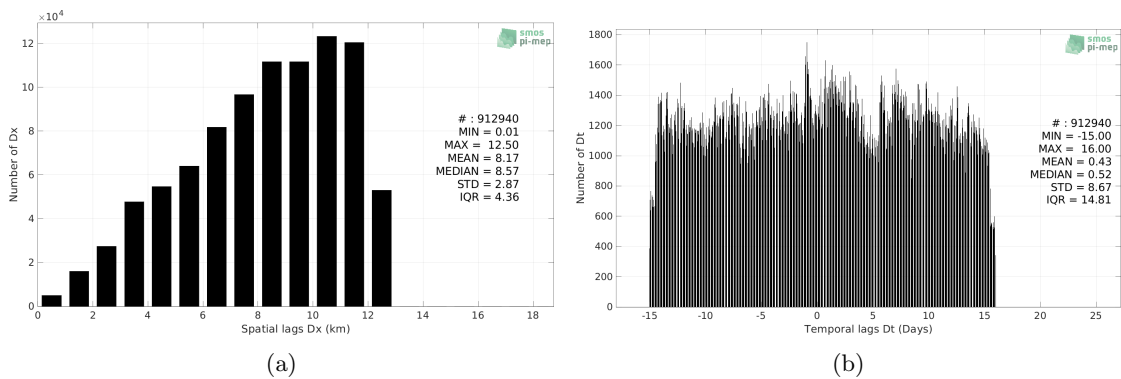 ×10⁴
smos
pi-mep
12
10
8
6
4
2
0
Number of Dx
# : 912940
MIN = 0.01
MAX = 12.50
MEAN = 8.17
MEDIAN = 8.57
STD = 2.87
IQR = 4.36
0 2 4 6 8 10 12 14 16 18
Spatial lags Dx (km)
(a)
smos
pi-mep
1800
1600
1400
1200
1000
800
600
400
200
0
Number of Dt
# : 912940
MIN = -15.00
MAX = 16.00
MEAN = 0.43
MEDIAN = 0.52
STD = 8.67
IQR = 14.81
-15 -10 -5 0 5 10 15 20 25
Temporal lags Dt (Days)
(b)